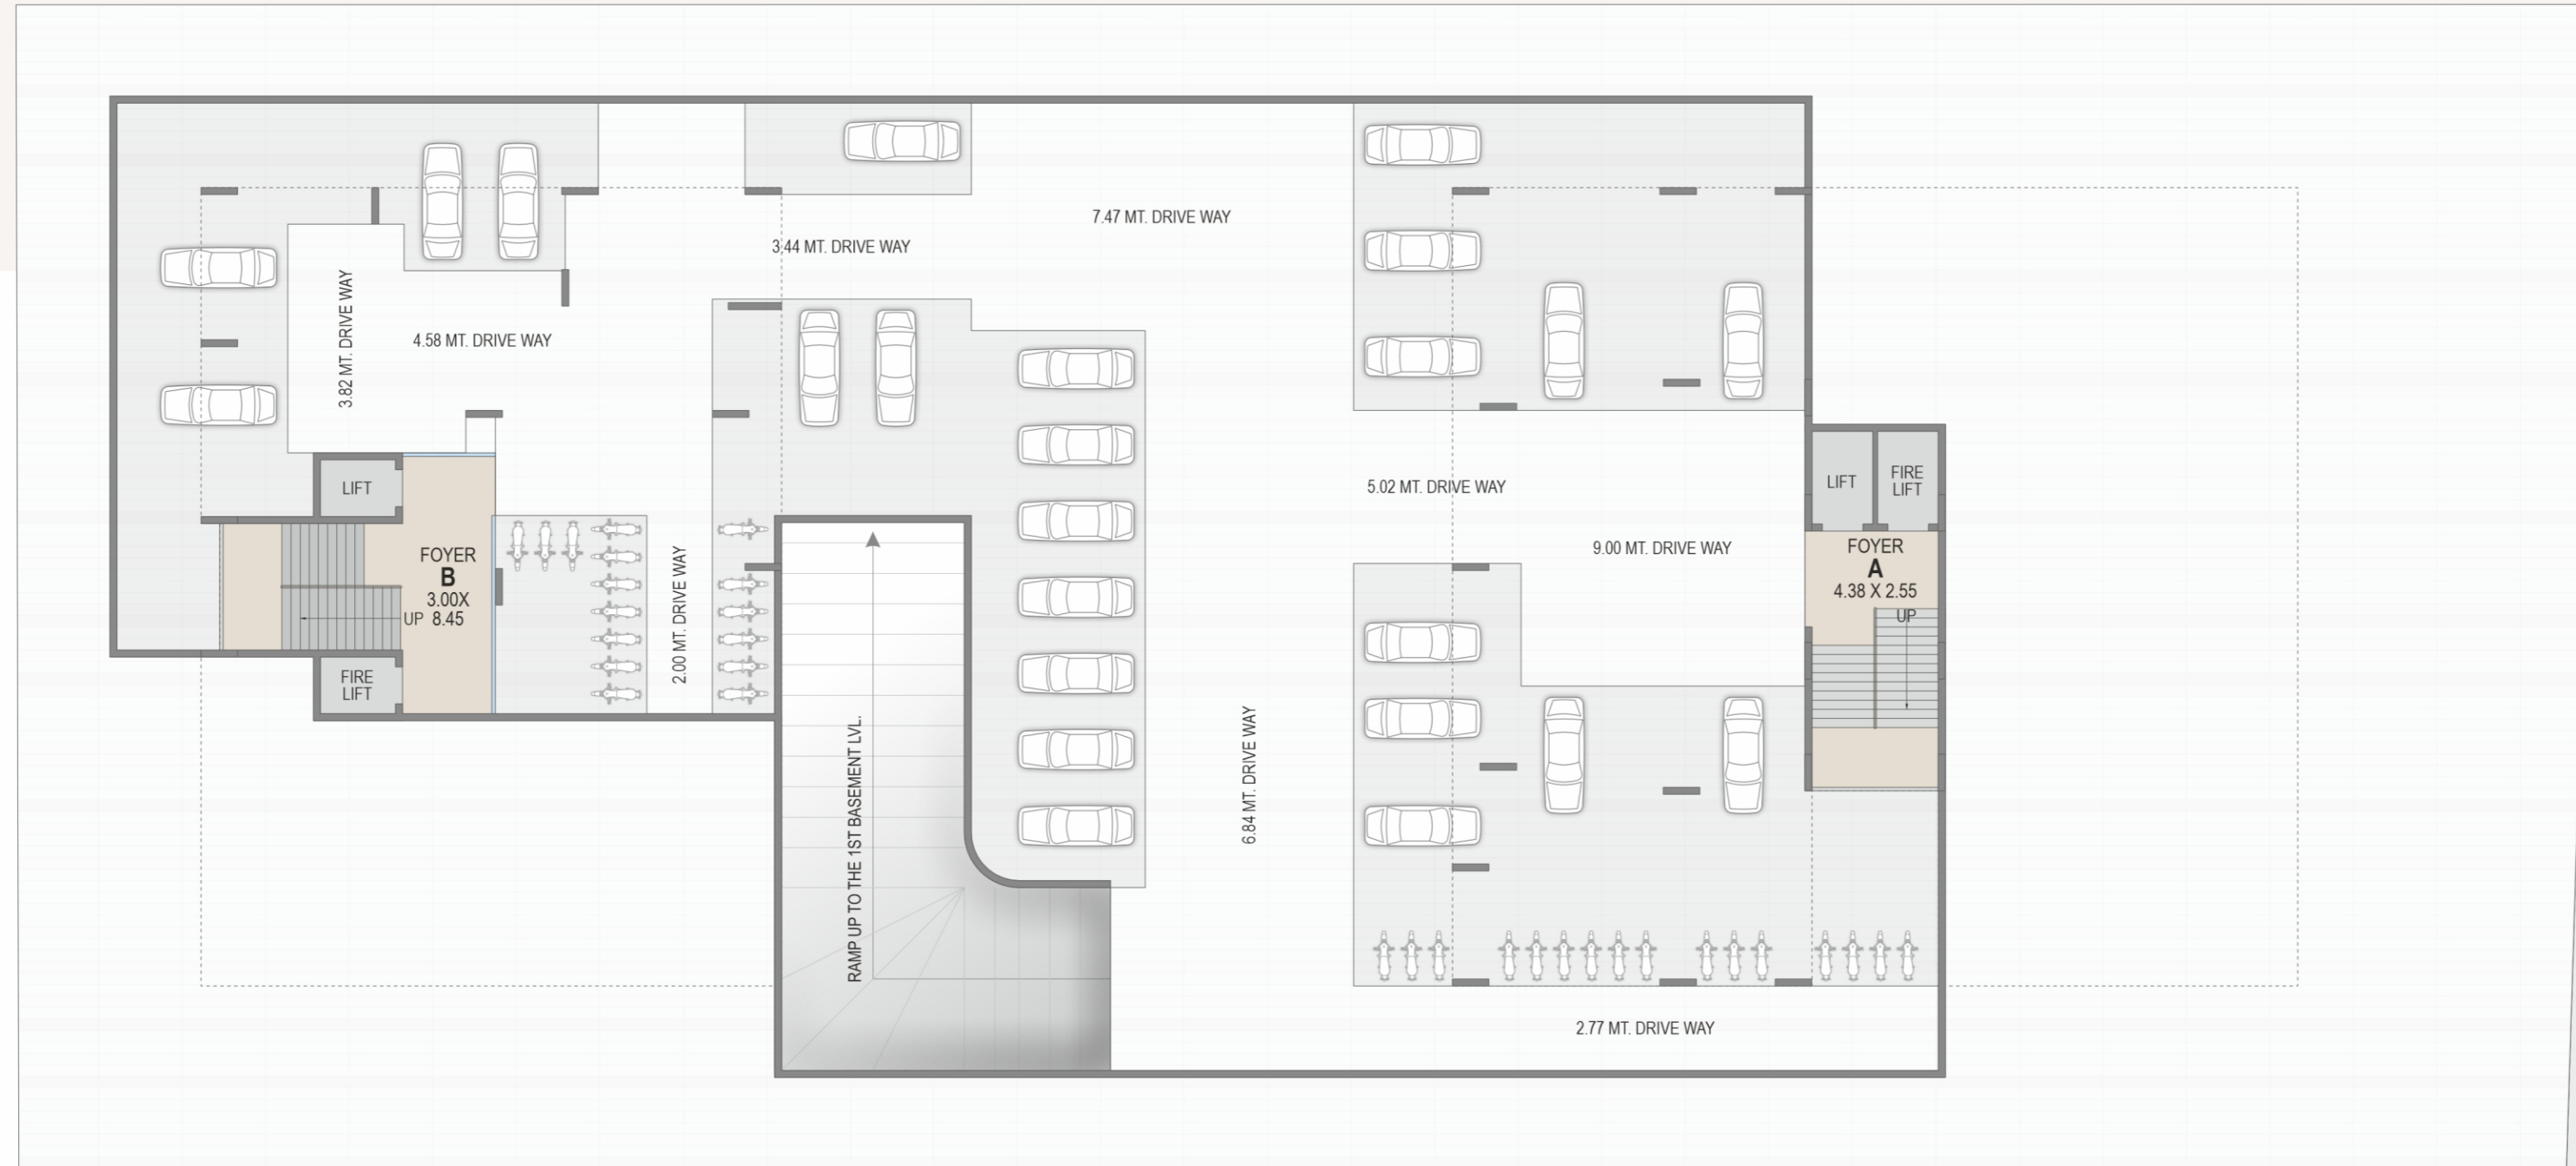 7.47 MT. DRIVE WAY
3.44 MT. DRIVE WAY
3.82 MT. DRIVE WAY
4.58 MT. DRIVE WAY
LIFT
FOYER
B
3.00X
UP 8.45
FIRE
LIFT
2.00 MT. DRIVE WAY
RAMP UP TO THE 1ST BASEMENT LVL.
6.84 MT. DRIVE WAY
5.02 MT. DRIVE WAY
9.00 MT. DRIVE WAY
LIFT
FIRE
LIFT
FOYER
A
4.38 X 2.55
UP
2.77 MT. DRIVE WAY